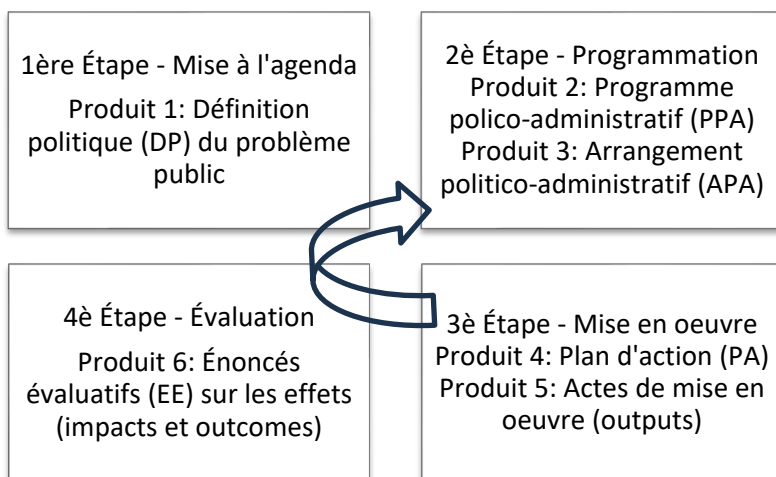 1ère Étape - Mise à l'agenda
Produit 1: Définition
politique (DP) du problème
public
2è Étape - Programmation
Produit 2: Programme
polico-administratif (PPA)
Produit 3: Arrangement
politico-administratif (APA)
4è Étape - Évaluation
Produit 6: Énoncés
évaluatifs (EE) sur les effets
(impacts et outcomes)
3è Étape - Mise en oeuvre
Produit 4: Plan d'action (PA)
Produit 5: Actes de mise en
oeuvre (outputs)